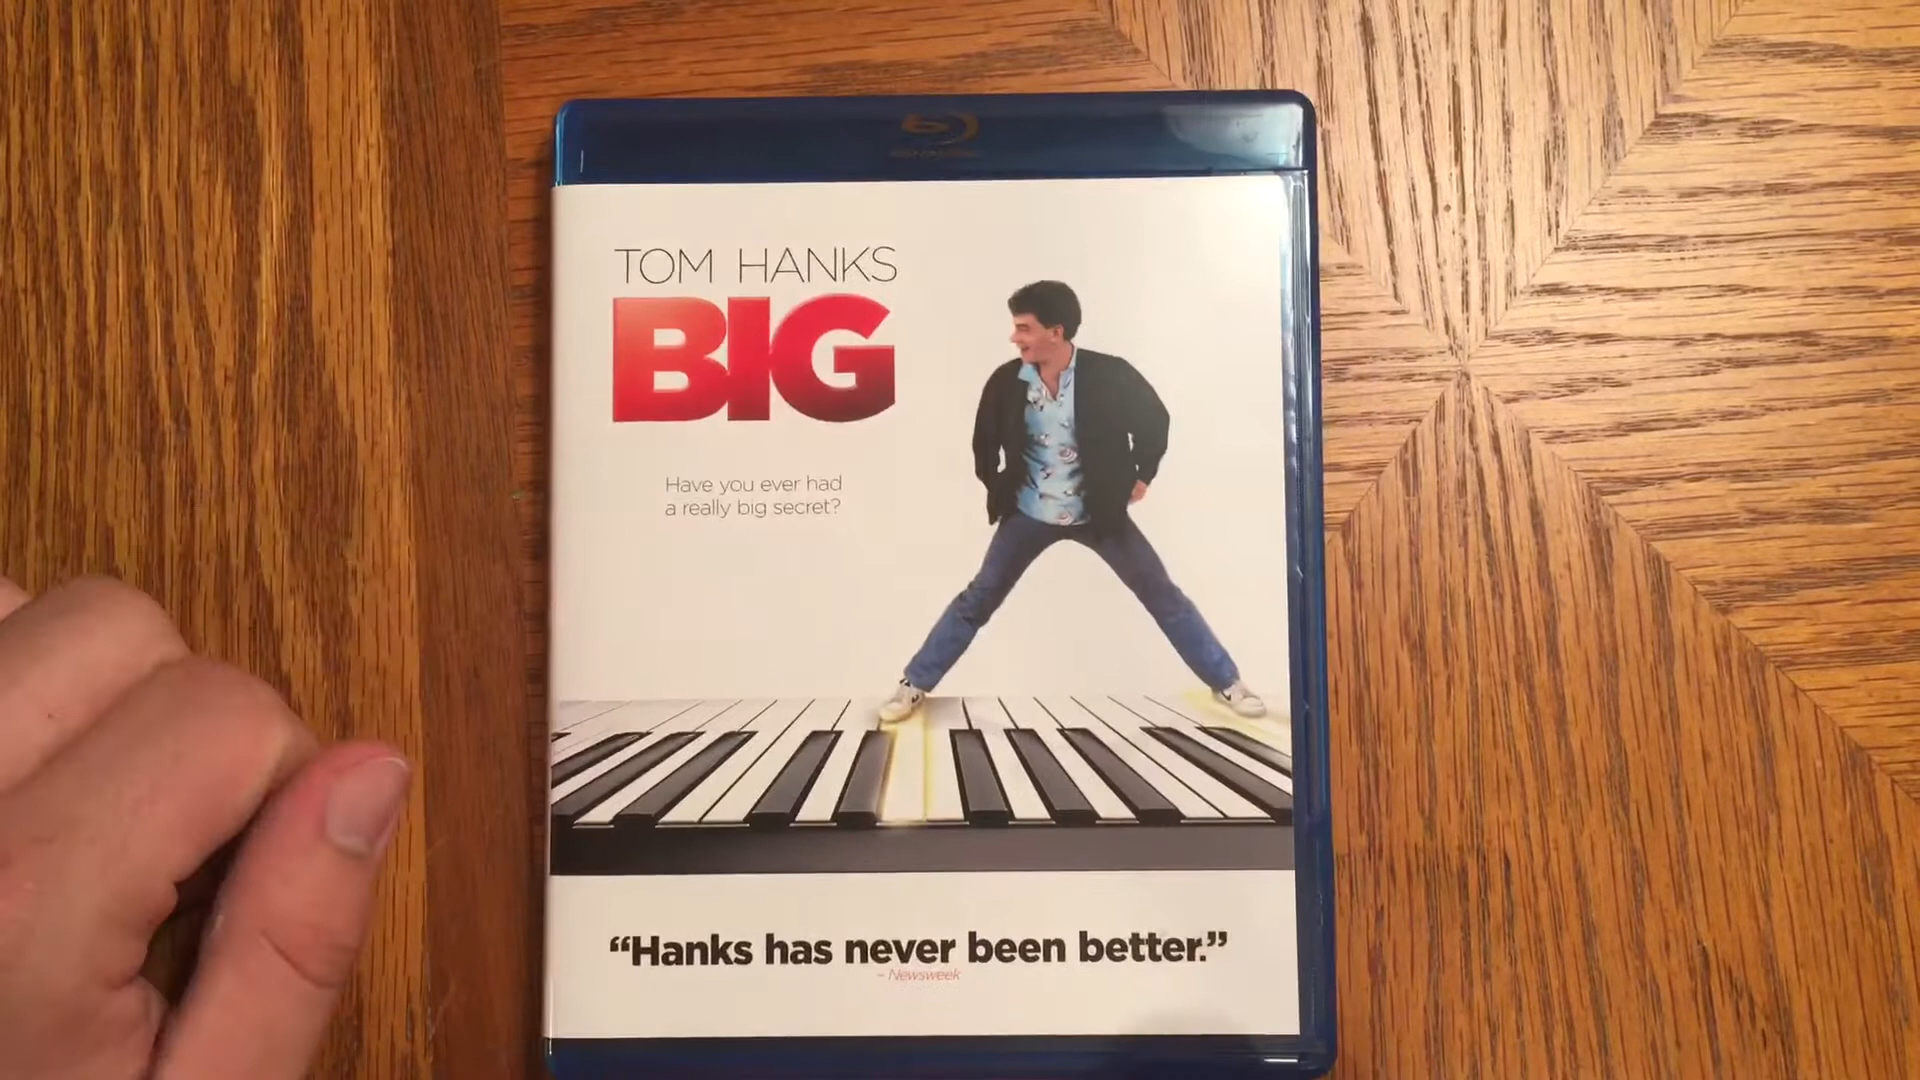 TOM HANKS
BIG
Have you ever had
a really big secret?
“Hanks has never been better.”
– Newsweek